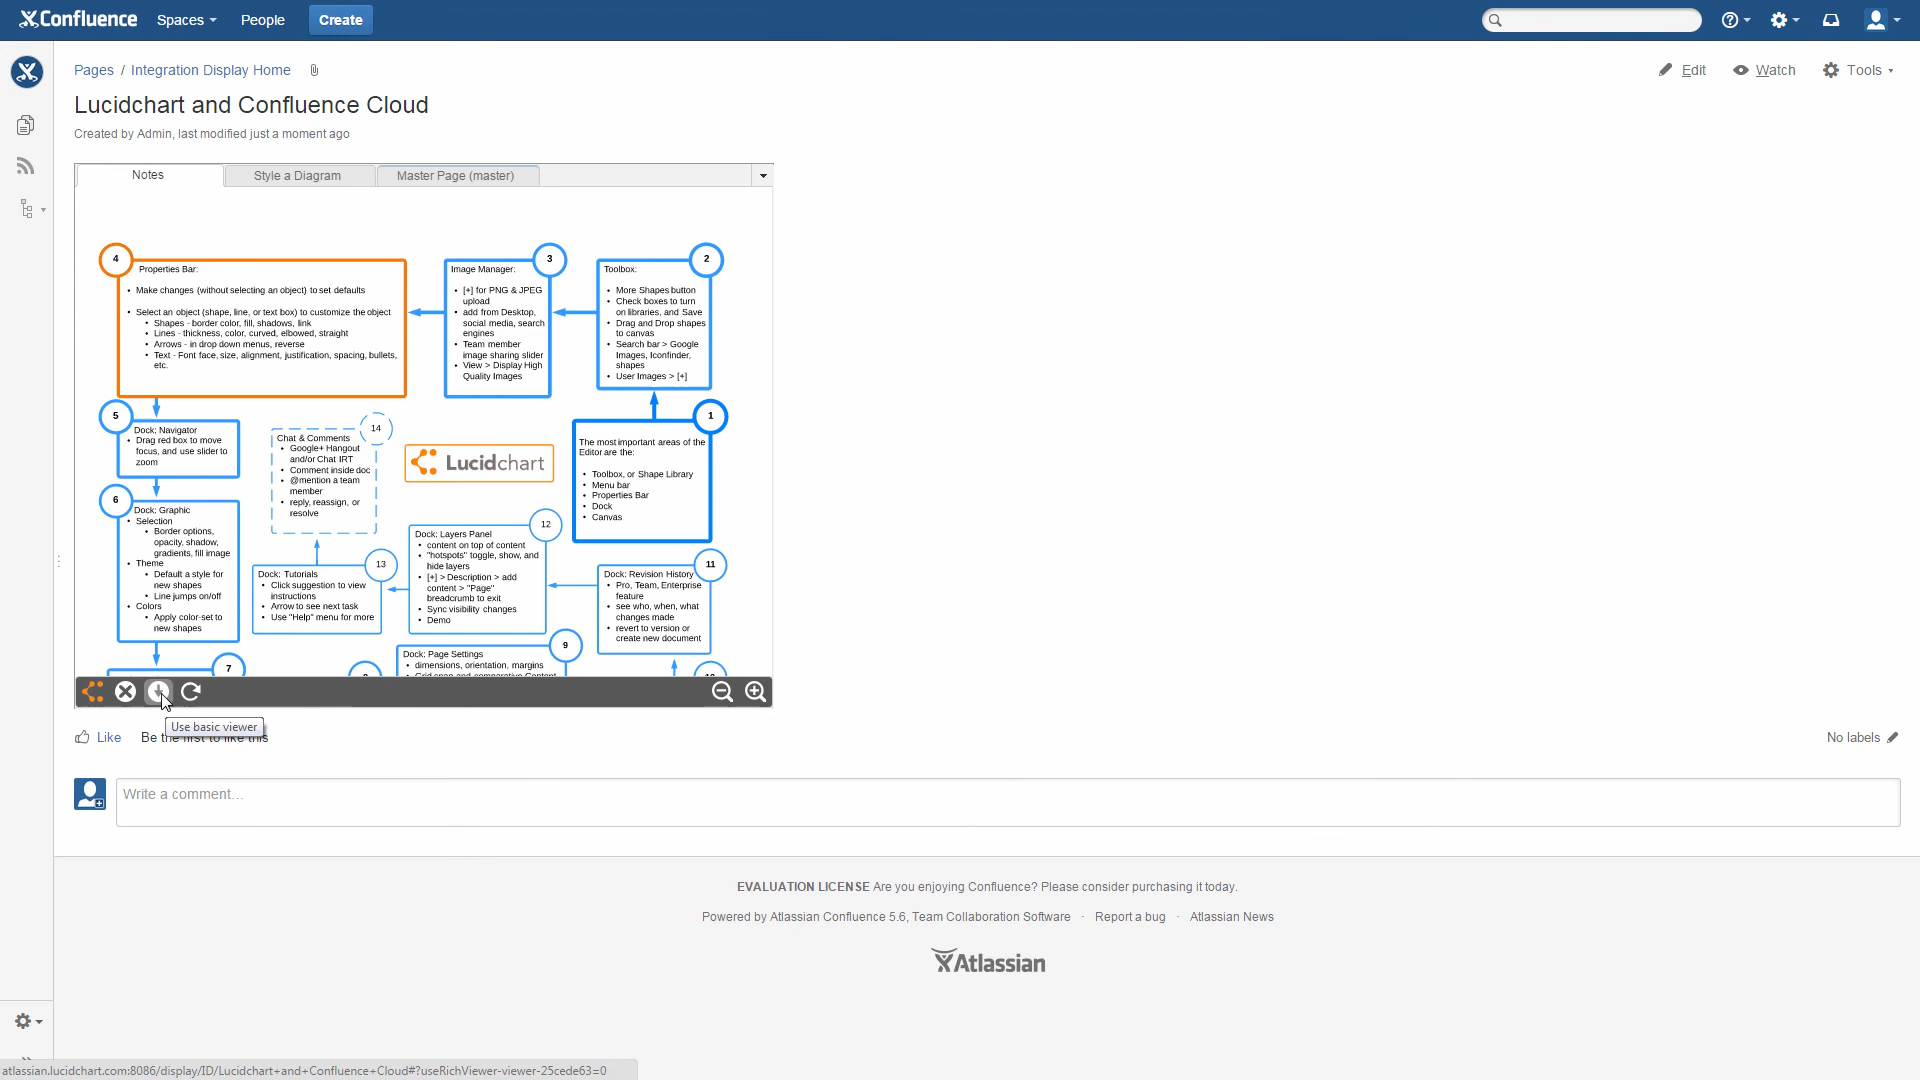 Confluence Spaces People Create
Pages / Integration Display Home
Edit Watch Tools
Lucidchart and Confluence Cloud
Created by Admin, last modified just a moment ago
Notes Style a Diagram Master Page (master)
4
Properties Bar:
• Make changes (without selecting an object) to set defaults
• Select an object (shape, line, or text box) to customize the object
• Shapes - border color, fill, shadows, link
• Lines - thickness, color, curved, elbowed, straight
• Arrows - in drop down menus, reverse
• Text - Font face, size, alignment, justification, spacing, bullets,
etc.
3
Image Manager:
• [+] for PNG & JPEG
upload
• add from Desktop,
social media, search
engines
• Team member
image sharing slider
• View > Display High
Quality Images
2
Toolbox:
• More Shapes button
• Check boxes to turn
on libraries, and Save
• Drag and Drop shapes
to canvas
• Search bar > Google
Images, Iconfinder,
shapes
• User Images > [+]
5
Dock: Navigator
• Drag red box to move
focus, and use slider to
zoom
14
Chat & Comments
• Google+ Hangout
and/or Chat IRT
• Comment inside doc
• @mention a team
member
• reply, reassign, or
resolve
Lucidchart
1
The most important areas of the
Editor are the:
• Toolbox, or Shape Library
• Menu bar
• Properties Bar
• Dock
• Canvas
6
Dock: Graphic
• Selection
• Border options,
opacity, shadow,
gradients, fill image
• Theme
• Default a style for
new shapes
• Line jumps on/off
• Colors
• Apply color-set to
new shapes
13
Dock: Tutorials
• Click suggestion to view
instructions
• Arrow to see next task
• Use "Help" menu for more
12
Dock: Layers Panel
• content on top of content
• "hotspots" toggle, show, and
hide layers
• [+] > Description > add
content > "Page"
breadcrumb to exit
• Sync visibility changes
• Demo
11
Dock: Revision History
• Pro, Team, Enterprise
feature
• see who, when, what
changes made
• revert to version or
create new document
7
9
Dock: Page Settings
• dimensions, orientation, margins
Use basic viewer
Like Be the first to like this
No labels
Write a comment...
EVALUATION LICENSE Are you enjoying Confluence? Please consider purchasing it today.
Powered by Atlassian Confluence 5.6, Team Collaboration Software · Report a bug · Atlassian News
Atlassian
atlassian.lucidchart.com:8086/display/ID/Lucidchart+and+Confluence+Cloud#?useRichViewer-viewer-25cede63=0